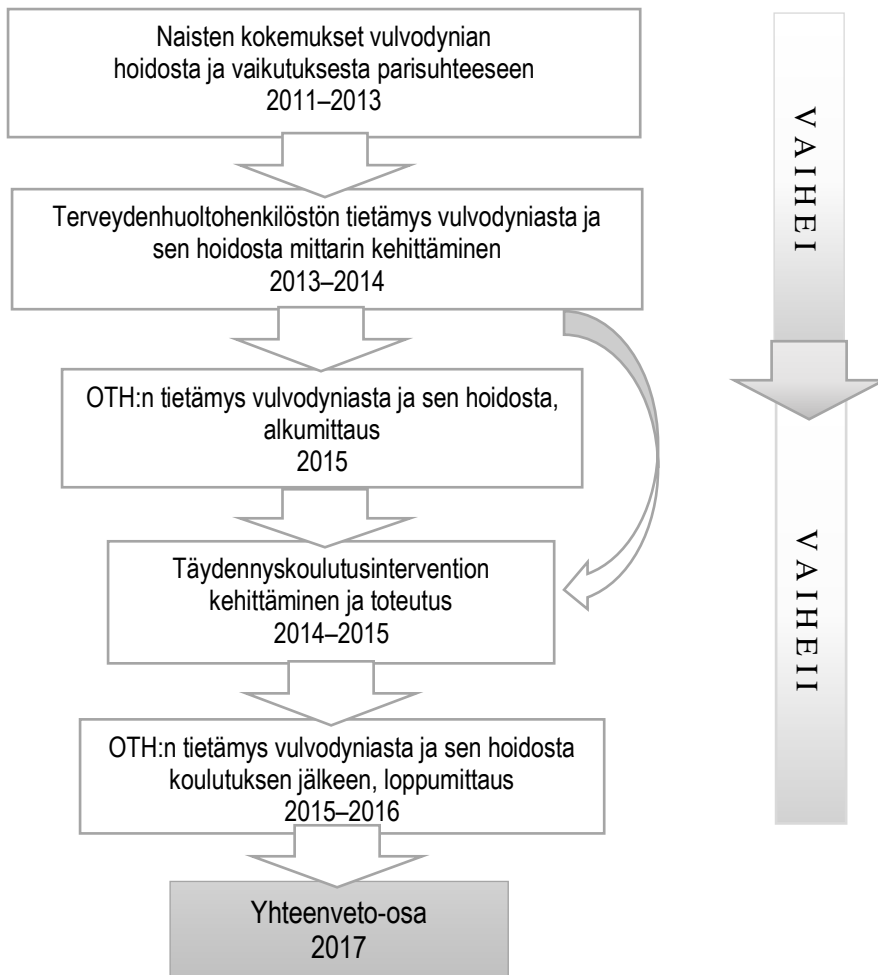 Naisten kokemukset vulvodynian
hoidosta ja vaikutuksesta parisuhteeseen
2011–2013
Terveydenhuoltohenkilöstön tietämys vulvodyniasta ja
sen hoidosta mittarin kehittäminen
2013–2014
OTH:n tietämys vulvodyniasta ja sen hoidosta,
alkumittaus
2015
Täydennyskoulutusintervention
kehittäminen ja toteutus
2014–2015
OTH:n tietämys vulvodyniasta ja sen hoidosta
koulutuksen jälkeen, loppumittaus
2015–2016
Yhteenveto-osa
2017
VAIHEI
VAIHEII